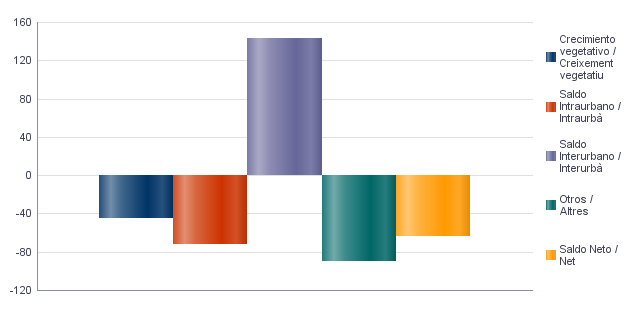 160
120
80
40
0
-40
-80
-120
Crecimiento
vegetativo /
Creixement
vegetatiu
Saldo
Intraurbano /
Intraurbà
Saldo
Interurbano /
Interurbà
Otros /
Altres
Saldo Neto /
Net